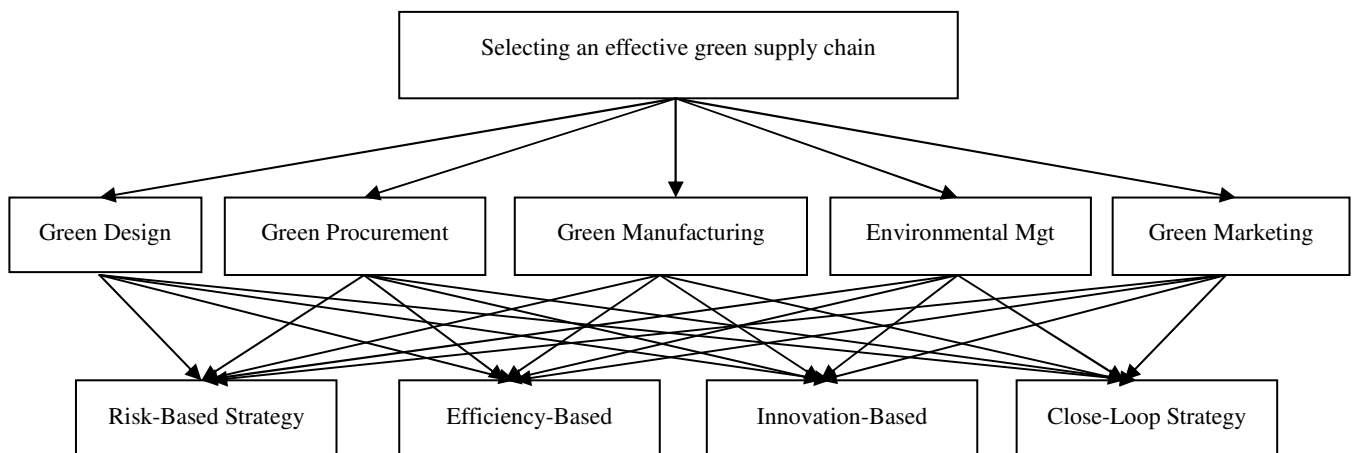 Selecting an effective green supply chain
Green Design
Green Procurement
Green Manufacturing
Environmental Mgt
Green Marketing
Risk-Based Strategy
Efficiency-Based
Innovation-Based
Close-Loop Strategy